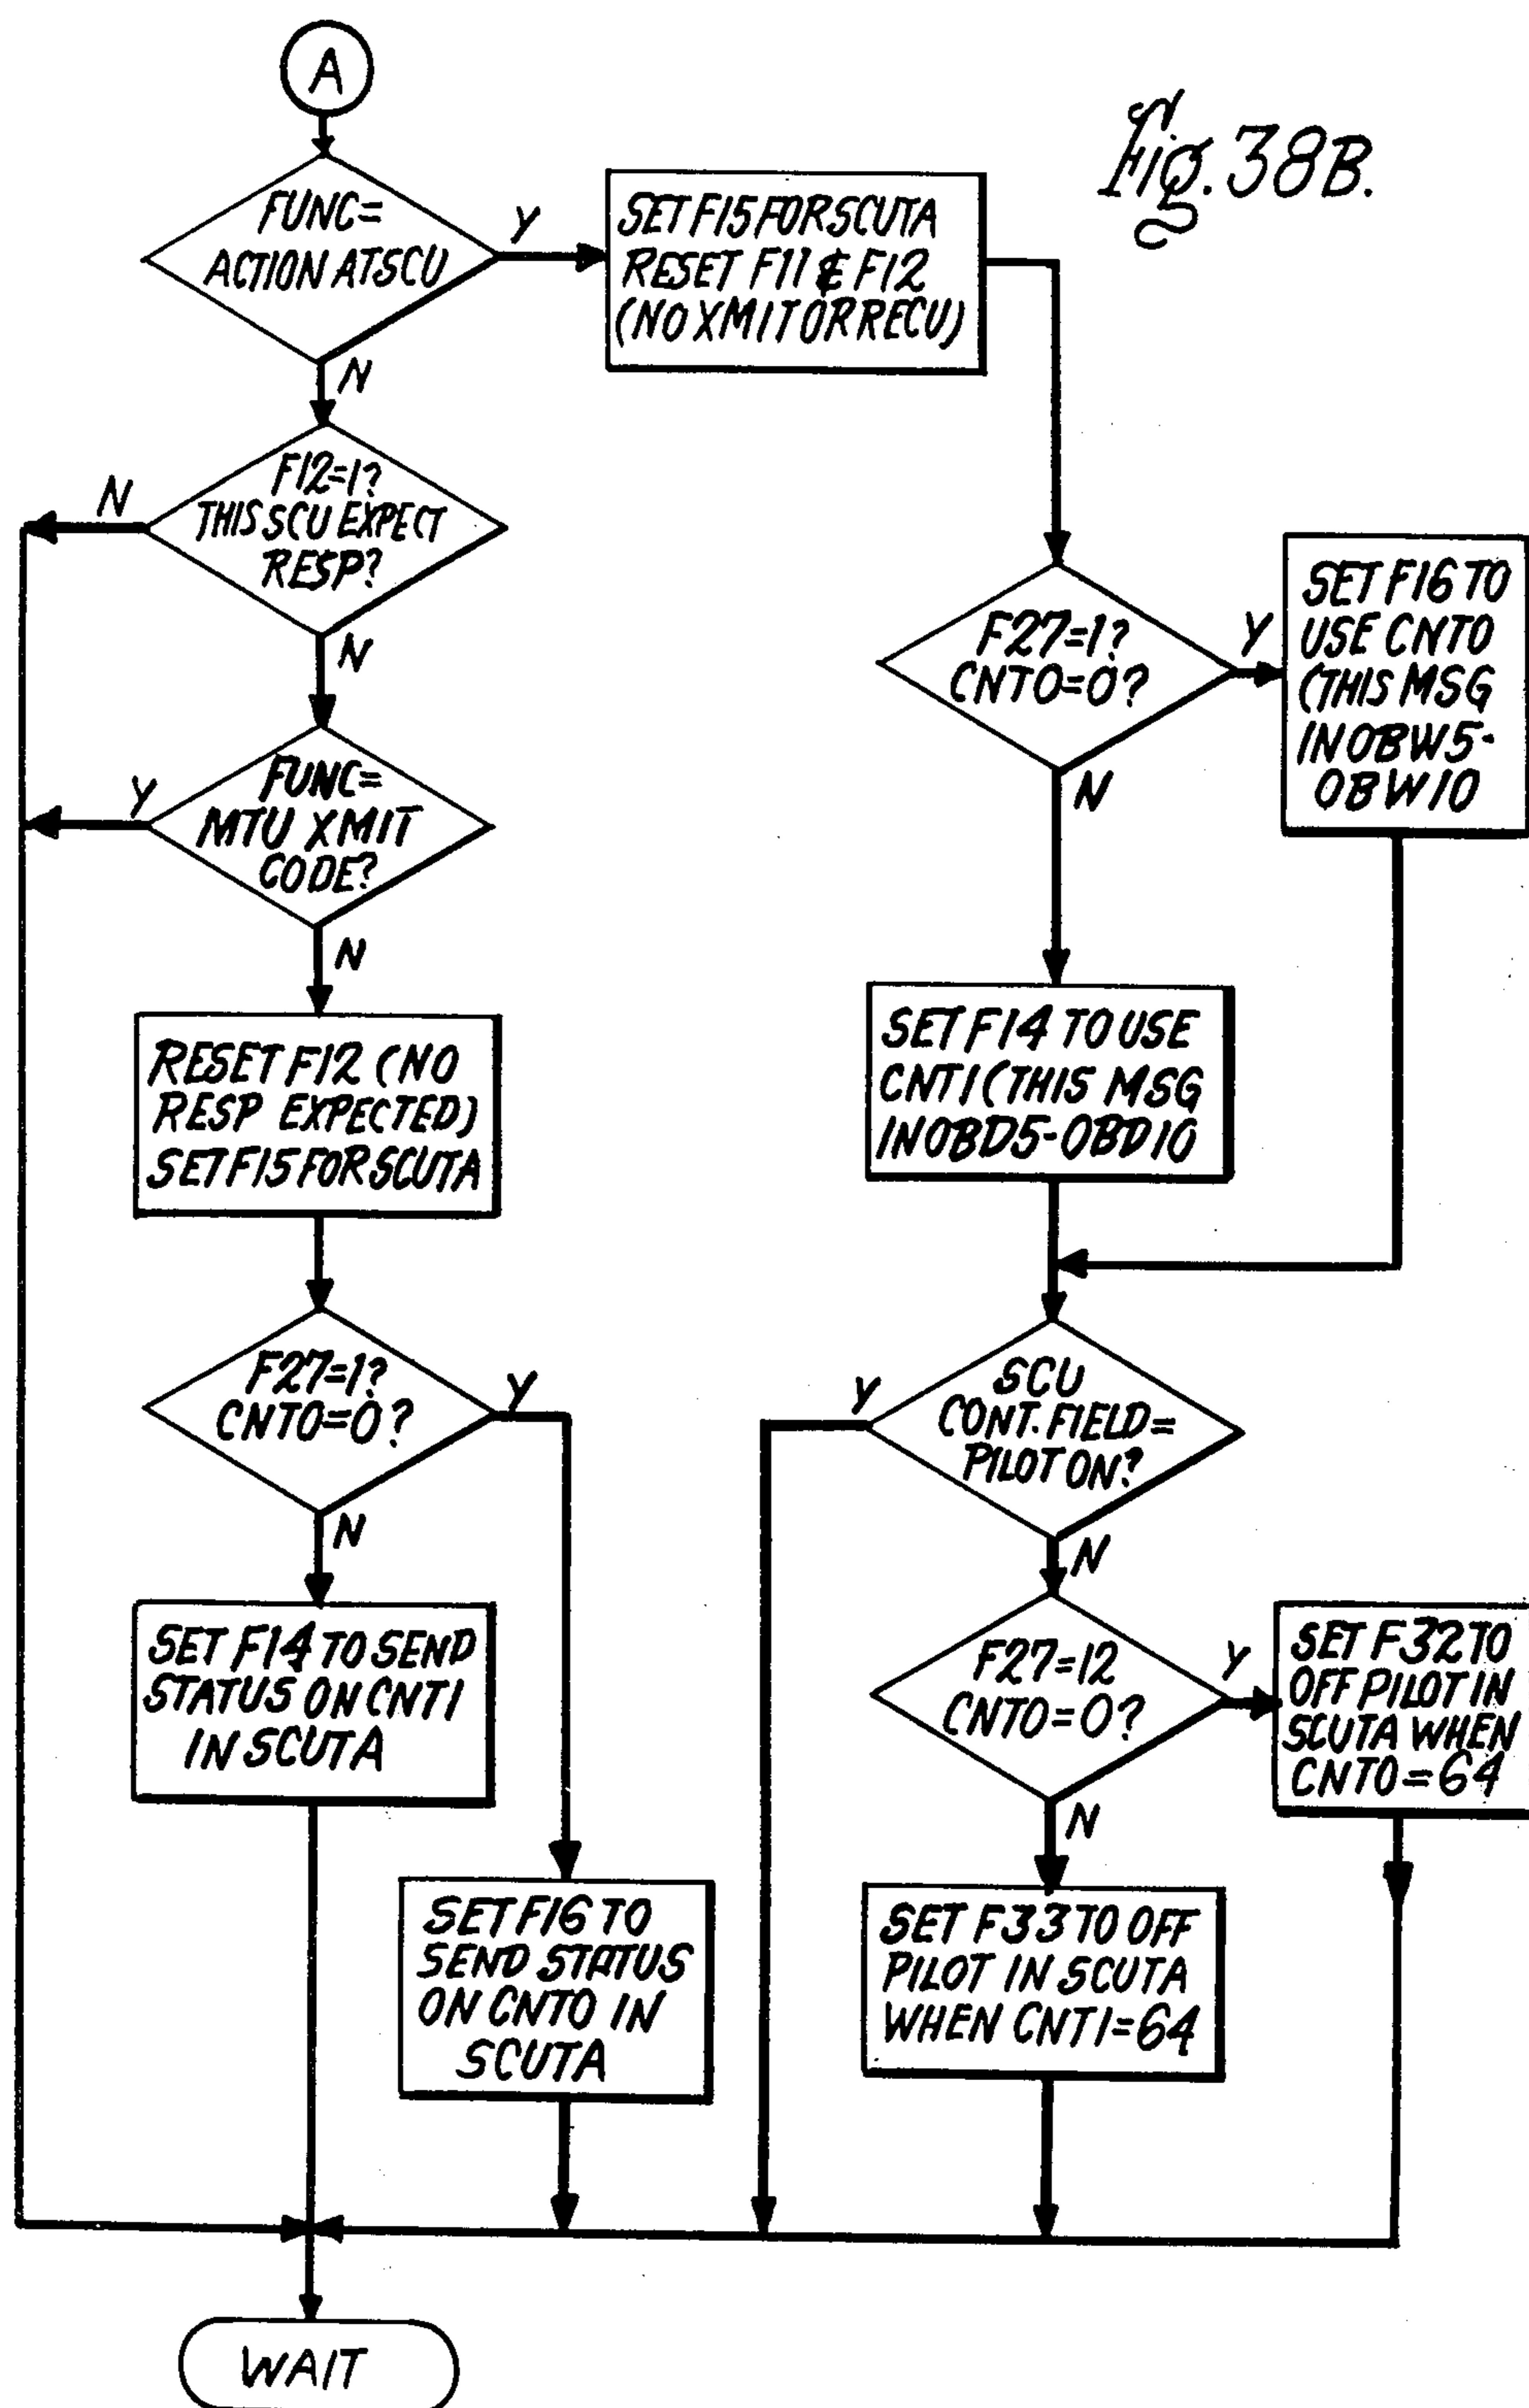 A
Fig. 38B.
FUNC=
ACTION AT SCU
Y
N
SET F15 FOR SCUTA
RESET F11 & F12
(NO XMIT OR RECU)
F12=1?
THIS SCU EXPECT
RESP?
N
N
FUNC=
MTU XMIT
CODE?
Y
N
RESET F12 (NO
RESP EXPECTED)
SET F15 FOR SCUTA
F27=1?
CNT0=0?
Y
N
SET F14 TO SEND
STATUS ON CNT1
IN SCUTA
SET F16 TO
SEND STATUS
ON CNT0 IN
SCUTA
F27=1?
CNT0=0?
Y
N
SET F16 TO
USE CNT0
(THIS MSG
IN OBW5-
OBW10
SET F14 TO USE
CNT1 (THIS MSG
IN OBD5-OBD10
SCU
CONT. FIELD=
PILOT ON?
Y
N
F27=12
CNT0=0?
Y
N
SET F32 TO
OFF PILOT IN
SCUTA WHEN
CNT0=64
SET F33 TO OFF
PILOT IN SCUTA
WHEN CNT1=64
WAIT